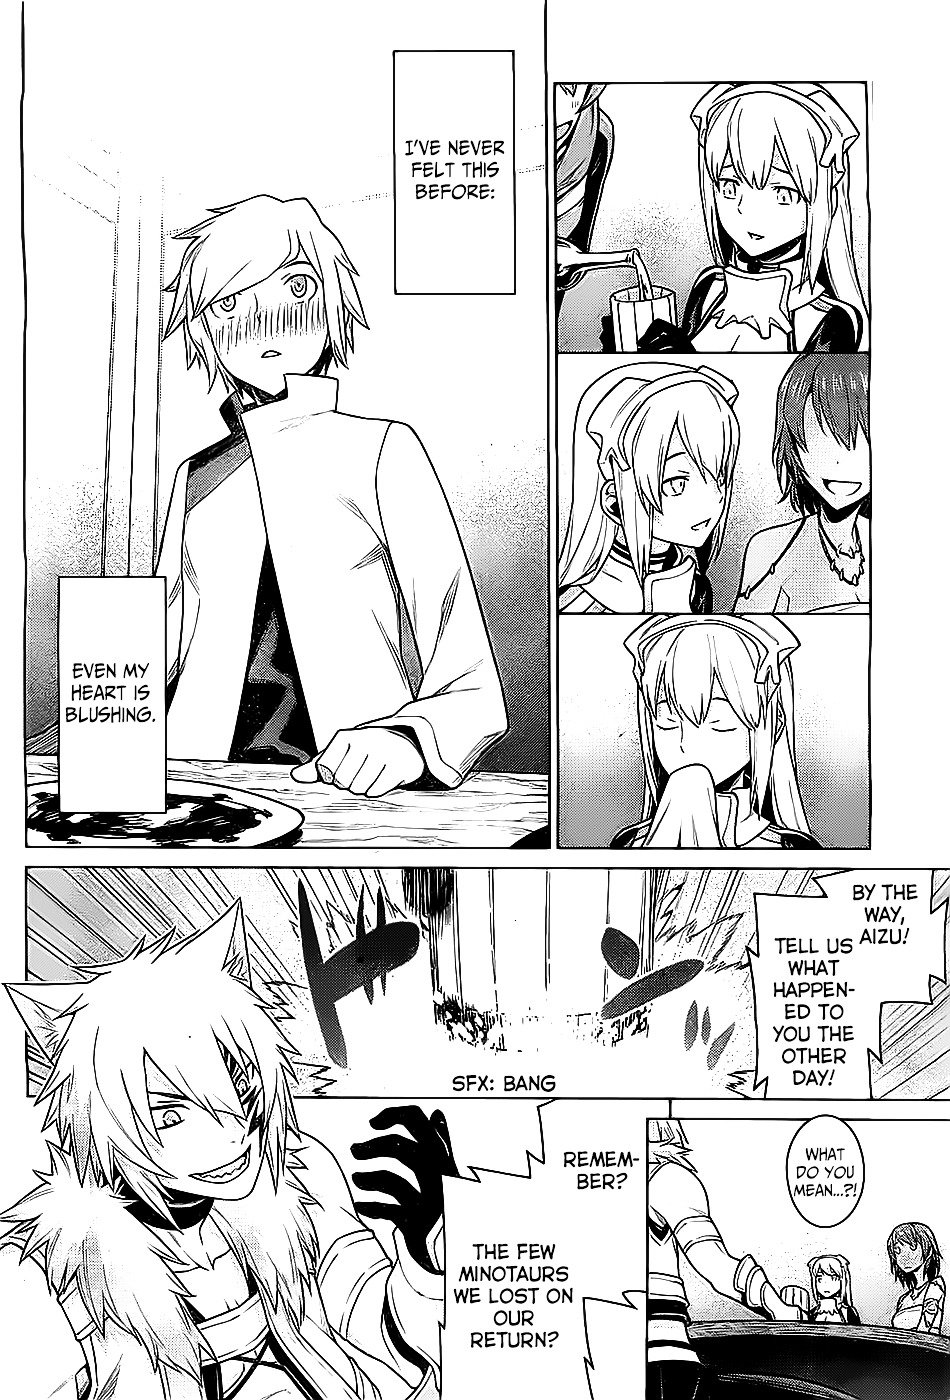 I'VE NEVER
FELT THIS
BEFORE:
EVEN MY
HEART IS
BLUSHING.
BY THE
WAY,
AIZU!
TELL US
WHAT
HAPPEN-
ED TO
YOU THE
OTHER
DAY!
ドン
SFX: BANG
WHAT
DO YOU
MEAN...?!
REMEM-
BER?
THE FEW
MINOTAURS
WE LOST ON
OUR
RETURN?